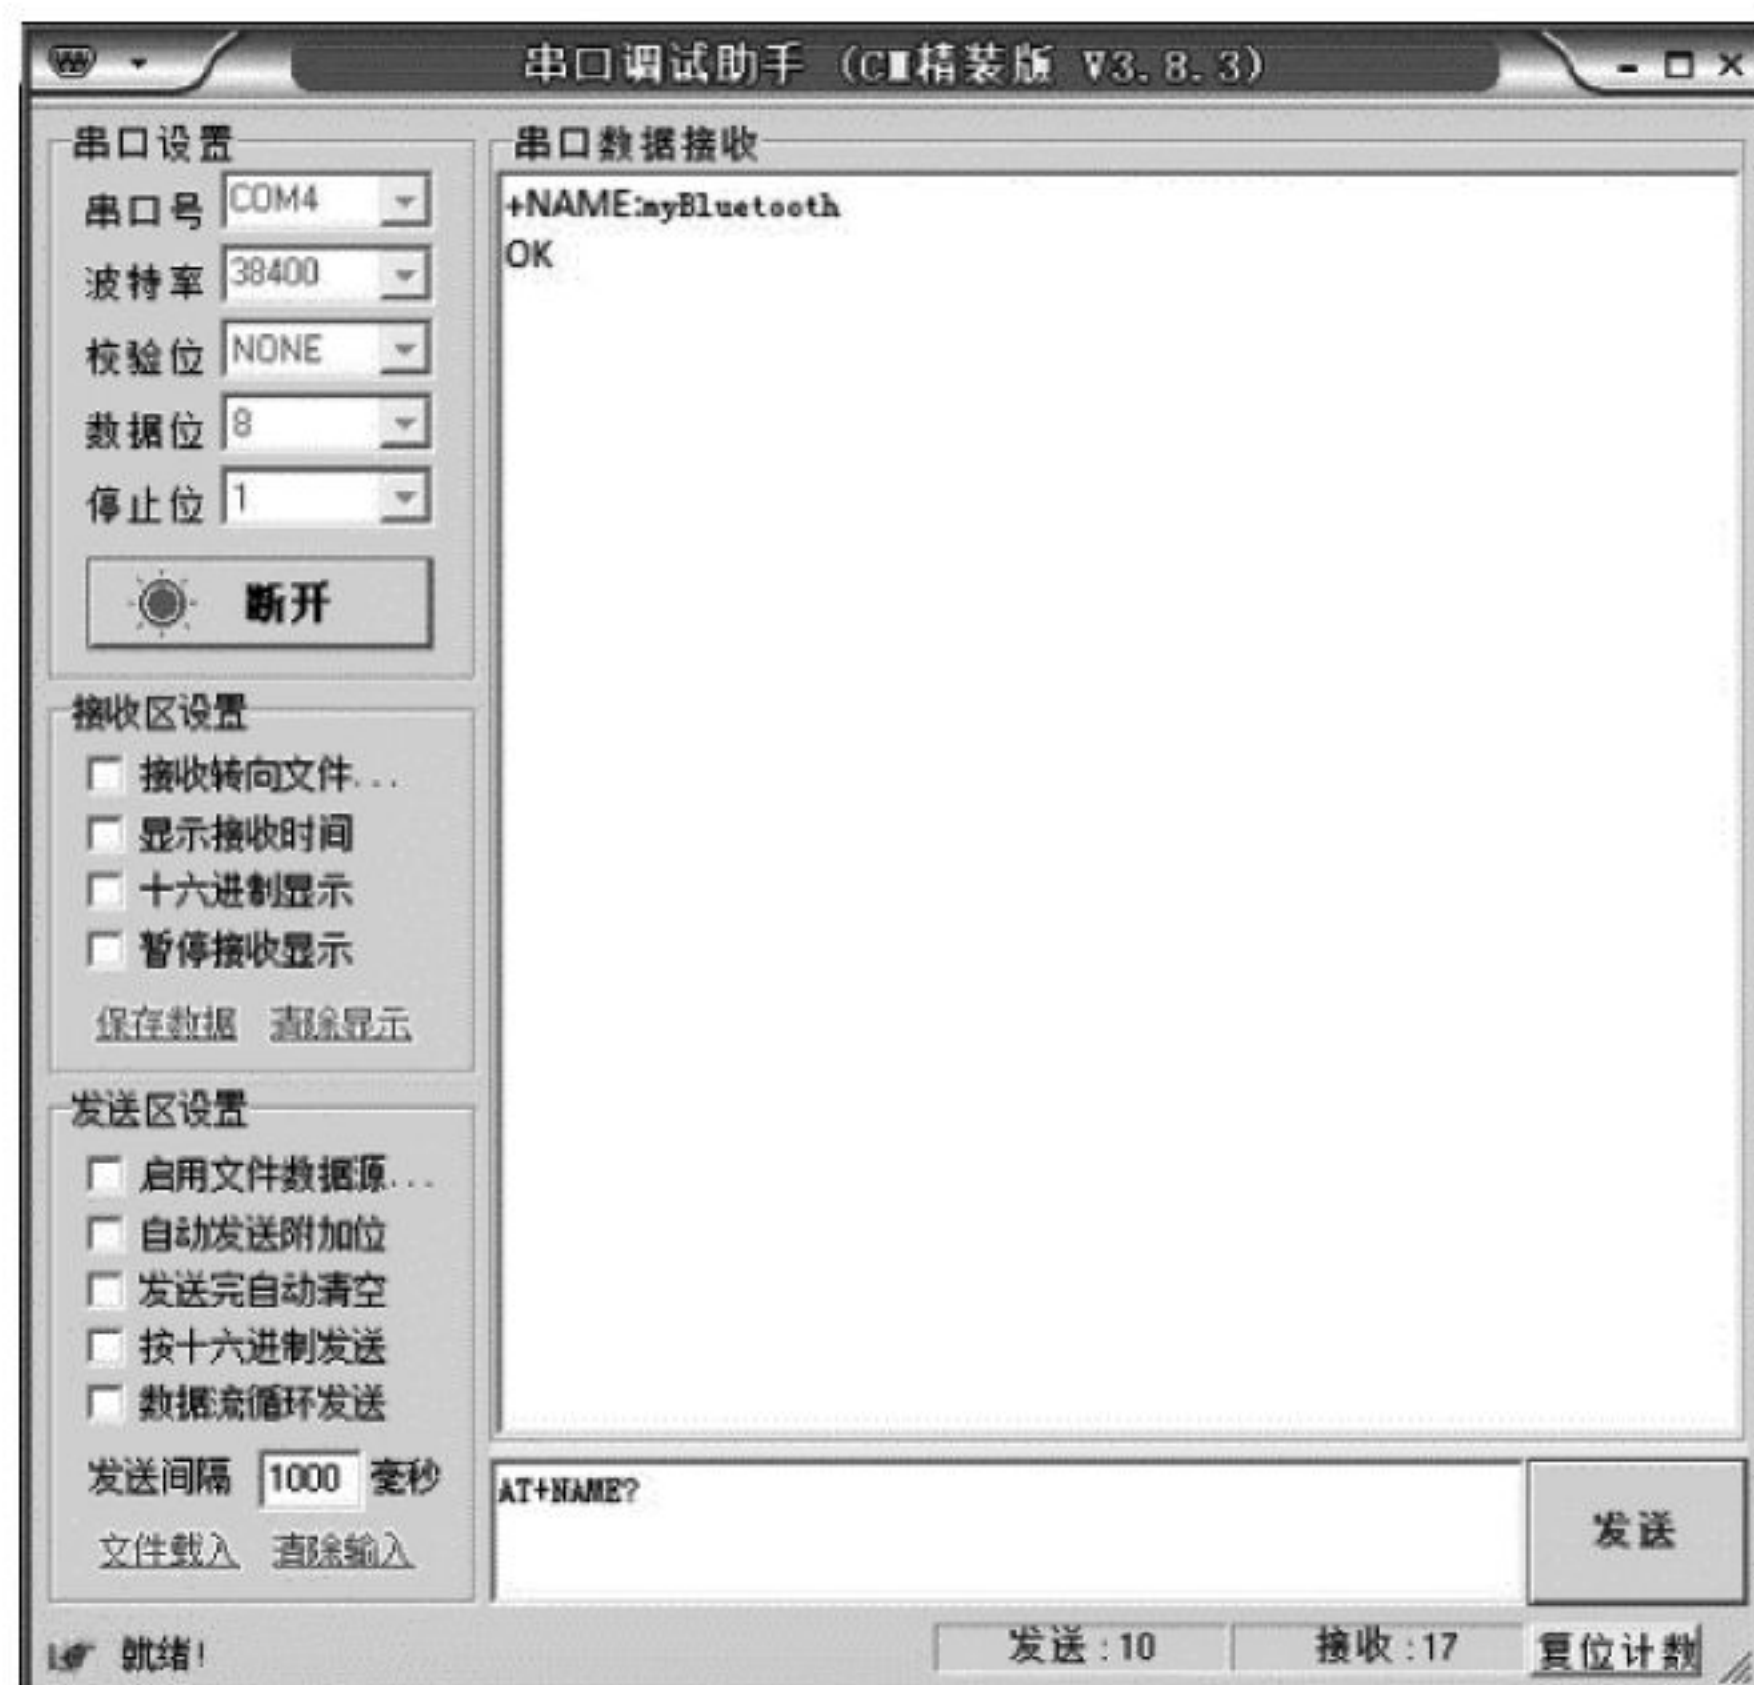 串口调试助手 (CM精装版 V3.8.3)
串口设置
串口号 COM4
波特率 38400
校验位 NONE
数据位 8
停止位 1
断开
接收区设置
接收转向文件...
显示接收时间
十六进制显示
暂停接收显示
保存数据 清除显示
发送区设置
启用文件数据源...
自动发送附加位
发送完自动清空
按十六进制发送
数据流循环发送
发送间隔 1000 毫秒
文件载入 清除输入
串口数据接收
+NAME:myBluetooth
OK
AT+NAME?
发送
就绪!
发送:10
接收:17
复位计数